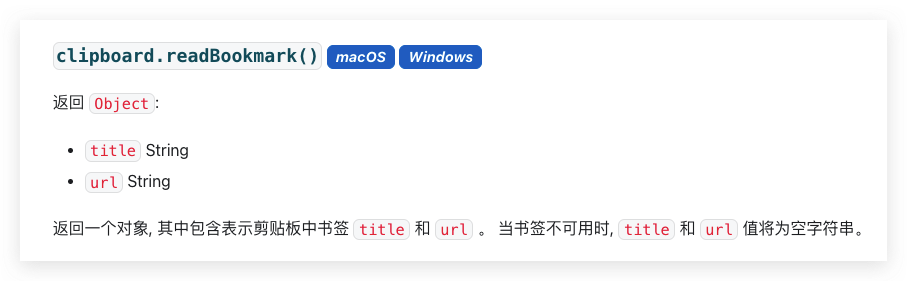 clipboard.readBookmark() macOS Windows
返回 Object:
• title String
• url String
返回一个对象, 其中包含表示剪贴板中书签 title 和 url 。 当书签不可用时, title 和 url 值将为空字符串。